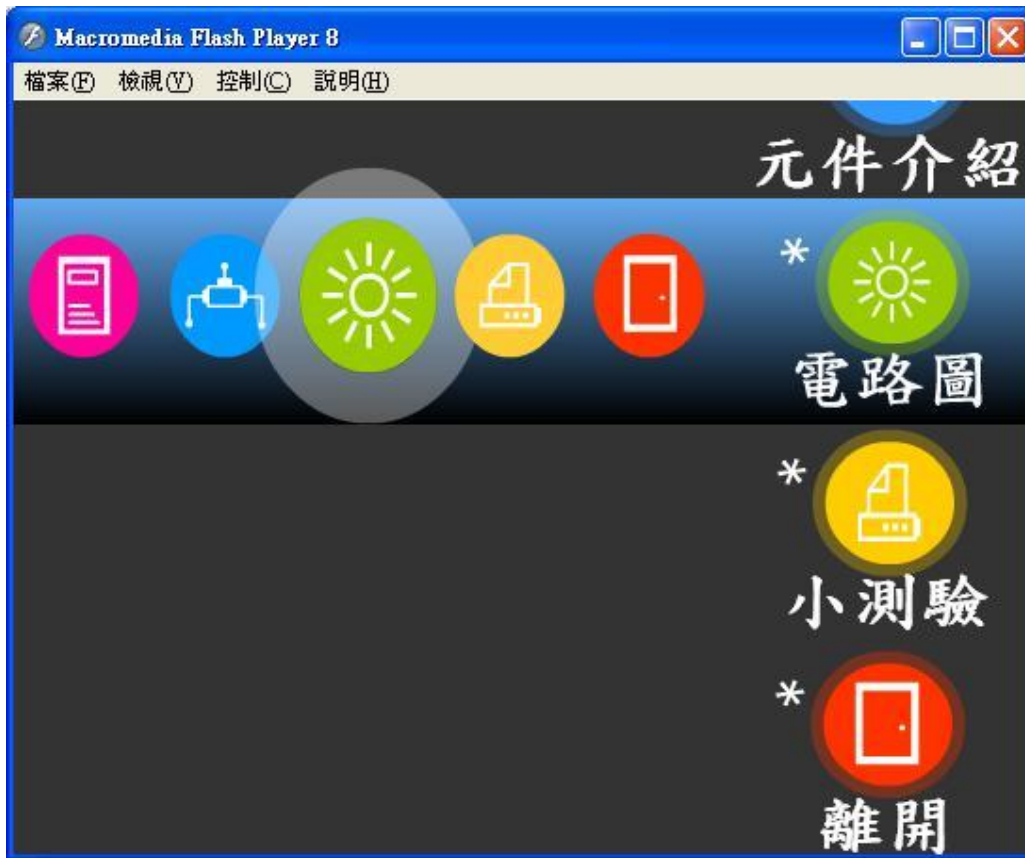 Macromedia Flash Player 8
檔案(F) 檢視(V) 控制(C) 說明(H)
元件介紹
*
電路圖
*
小測驗
*
離開